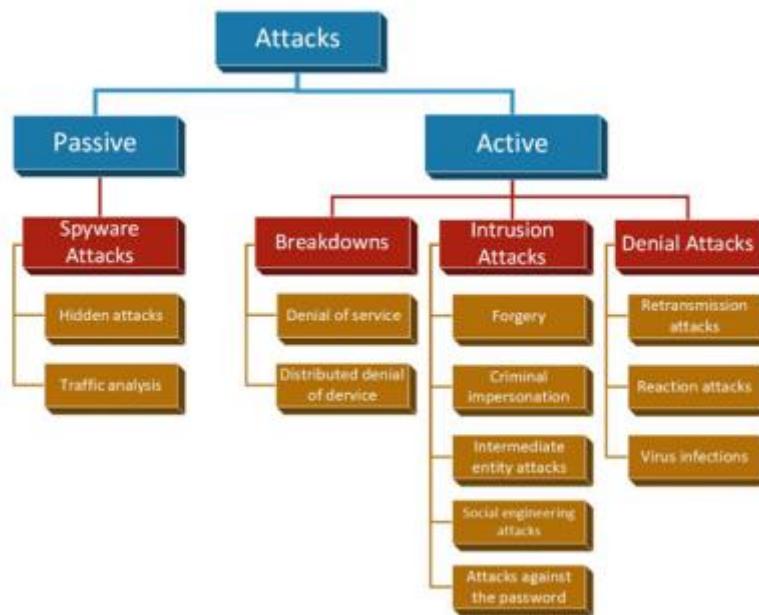 Attacks
Passive
Active
Spyware
Attacks
Breakdowns
Intrusion
Attacks
Denial Attacks
Hidden attacks
Traffic analysis
Denial of service
Distributed denial
of dervice
Forgery
Criminal
impersonation
Intermediate
entity attacks
Social engineering
attacks
Attacks against
the password
Retransmission
attacks
Reaction attacks
Virus infections